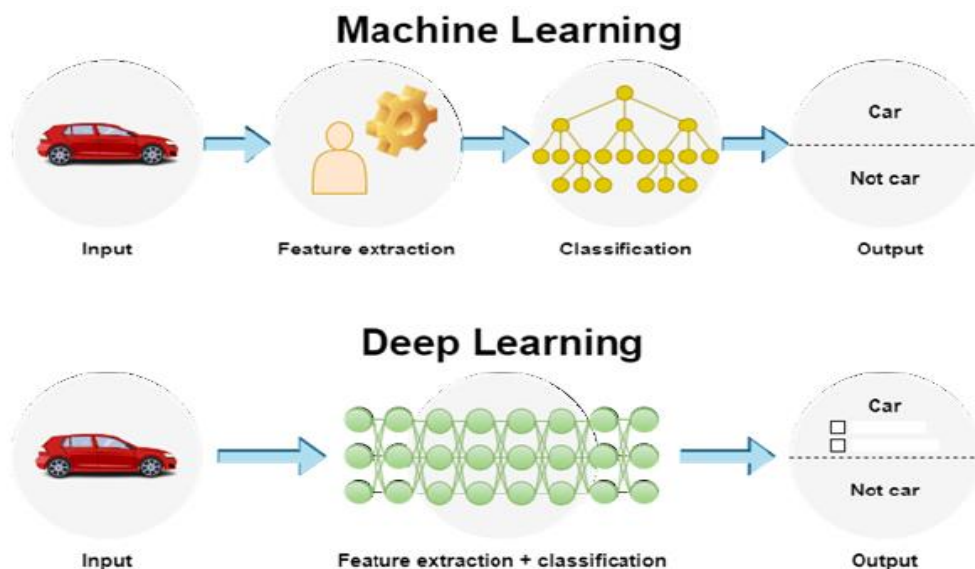 Machine Learning
Car
Not car
Input
Feature extraction
Classification
Output
Deep Learning
Car
Not car
Input
Feature extraction + classification
Output